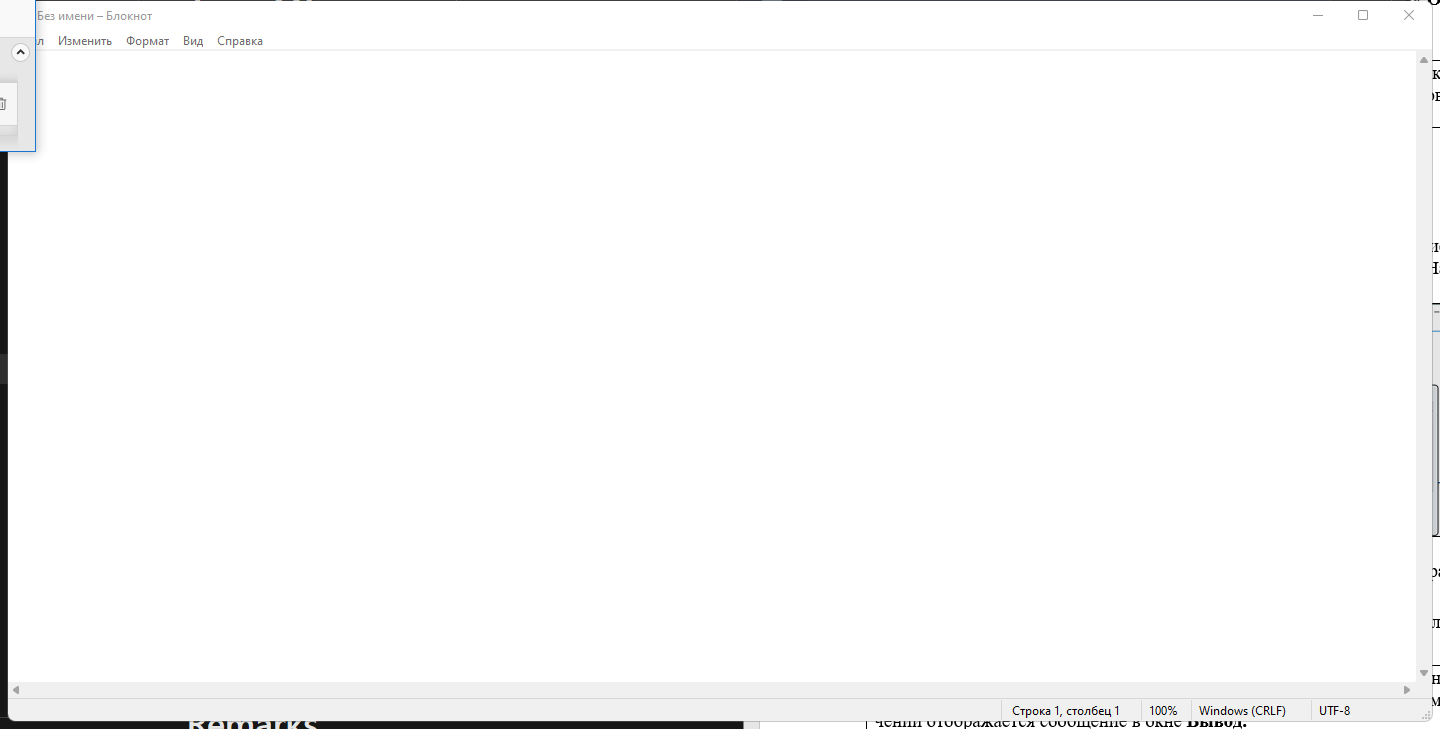 Без имени – Блокнот
Изменить Формат Вид Справка
Строка 1, столбец 1 100% Windows (CRLF) UTF-8
Remarks
чении отображается сообщение в окне Вывод.